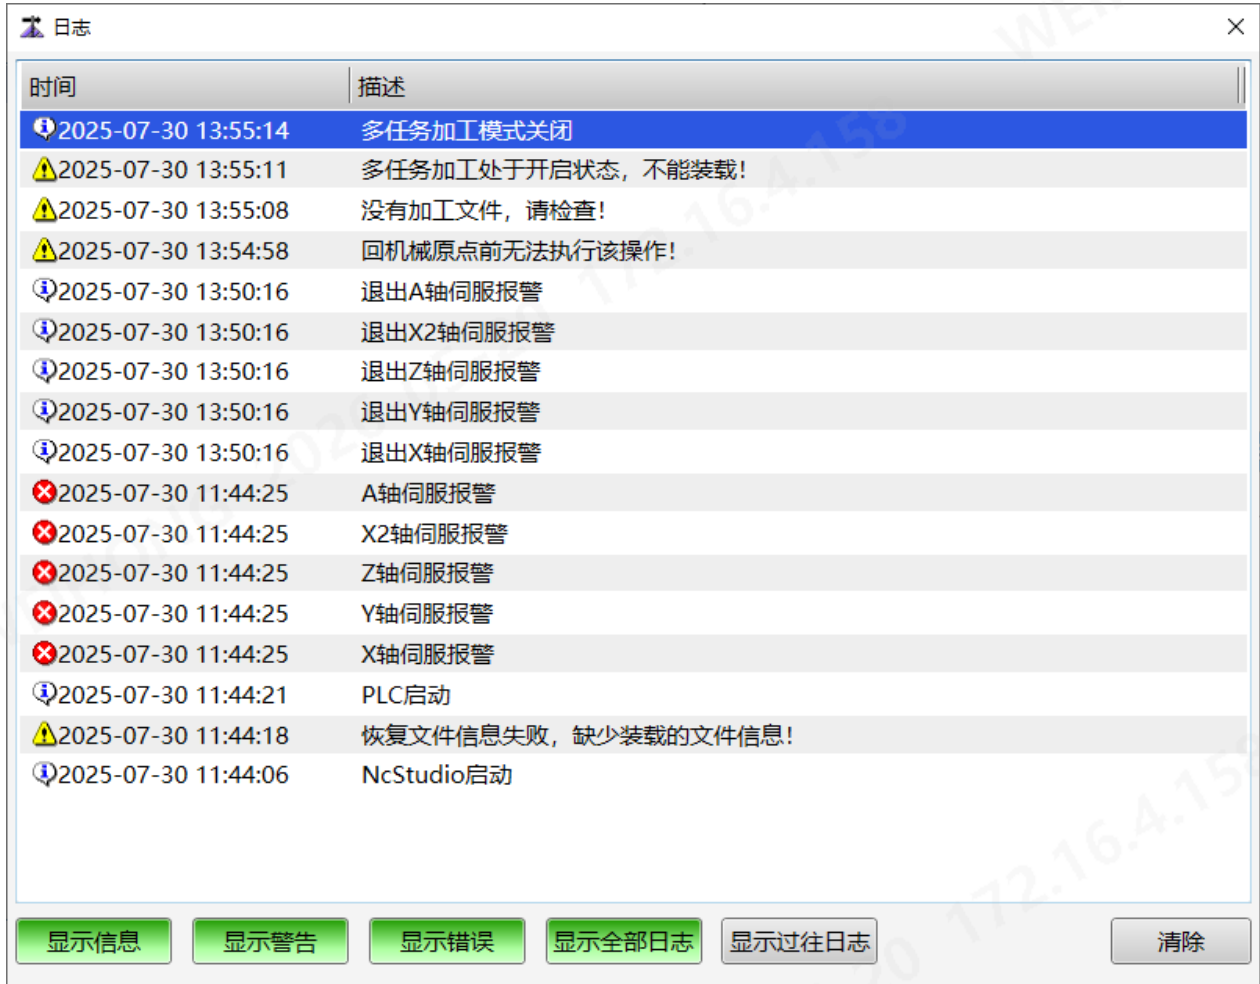 日志
时间 描述
2025-07-30 13:55:14 多任务加工模式关闭
2025-07-30 13:55:11 多任务加工处于开启状态，不能装载！
2025-07-30 13:55:08 没有加工文件，请检查！
2025-07-30 13:54:58 回机械原点前无法执行该操作！
2025-07-30 13:50:16 退出A轴伺服报警
2025-07-30 13:50:16 退出X2轴伺服报警
2025-07-30 13:50:16 退出Z轴伺服报警
2025-07-30 13:50:16 退出Y轴伺服报警
2025-07-30 13:50:16 退出X轴伺服报警
2025-07-30 11:44:25 A轴伺服报警
2025-07-30 11:44:25 X2轴伺服报警
2025-07-30 11:44:25 Z轴伺服报警
2025-07-30 11:44:25 Y轴伺服报警
2025-07-30 11:44:25 X轴伺服报警
2025-07-30 11:44:21 PLC启动
2025-07-30 11:44:18 恢复文件信息失败，缺少装载的文件信息！
2025-07-30 11:44:06 NcStudio启动
显示信息 显示警告 显示错误 显示全部日志 显示过往日志 清除
172.16.4.158
172.16.4.158